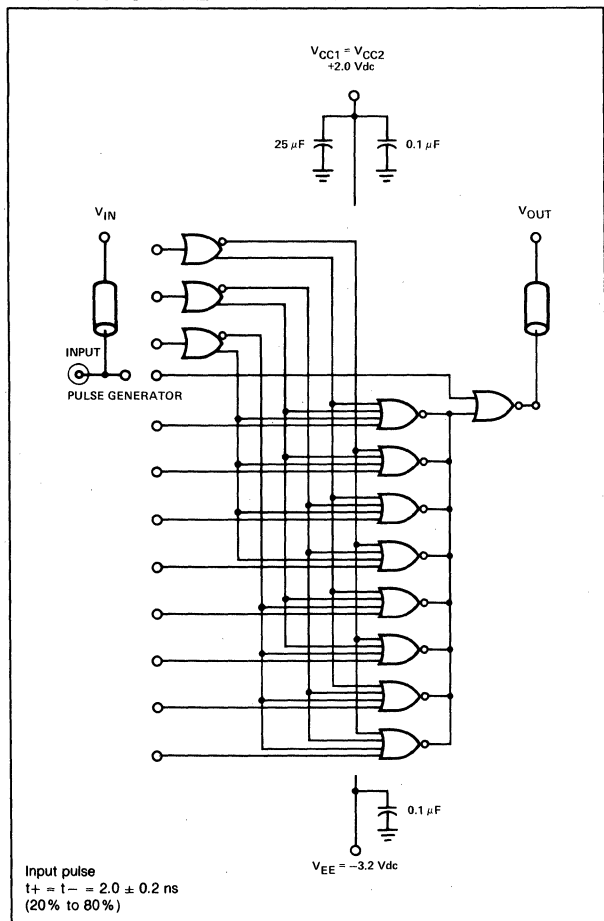 V_CC1 = V_CC2
+2.0 Vdc
25 μF
0.1 μF
V_IN
V_OUT
INPUT
PULSE GENERATOR
0.1 μF
V_EE = −3.2 Vdc
Input pulse
t+ = t− = 2.0 ± 0.2 ns
(20% to 80%)